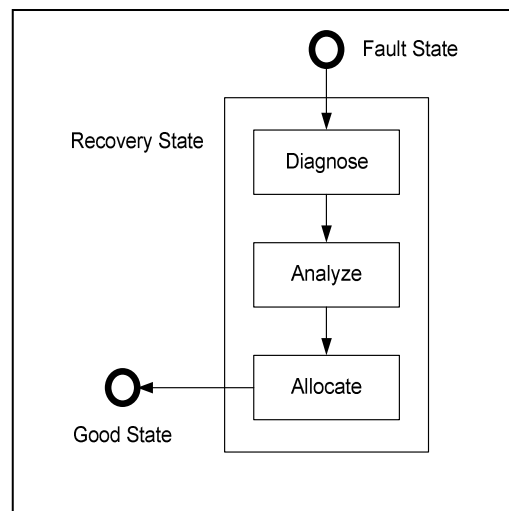 Fault State
Recovery State
Diagnose
Analyze
Allocate
Good State